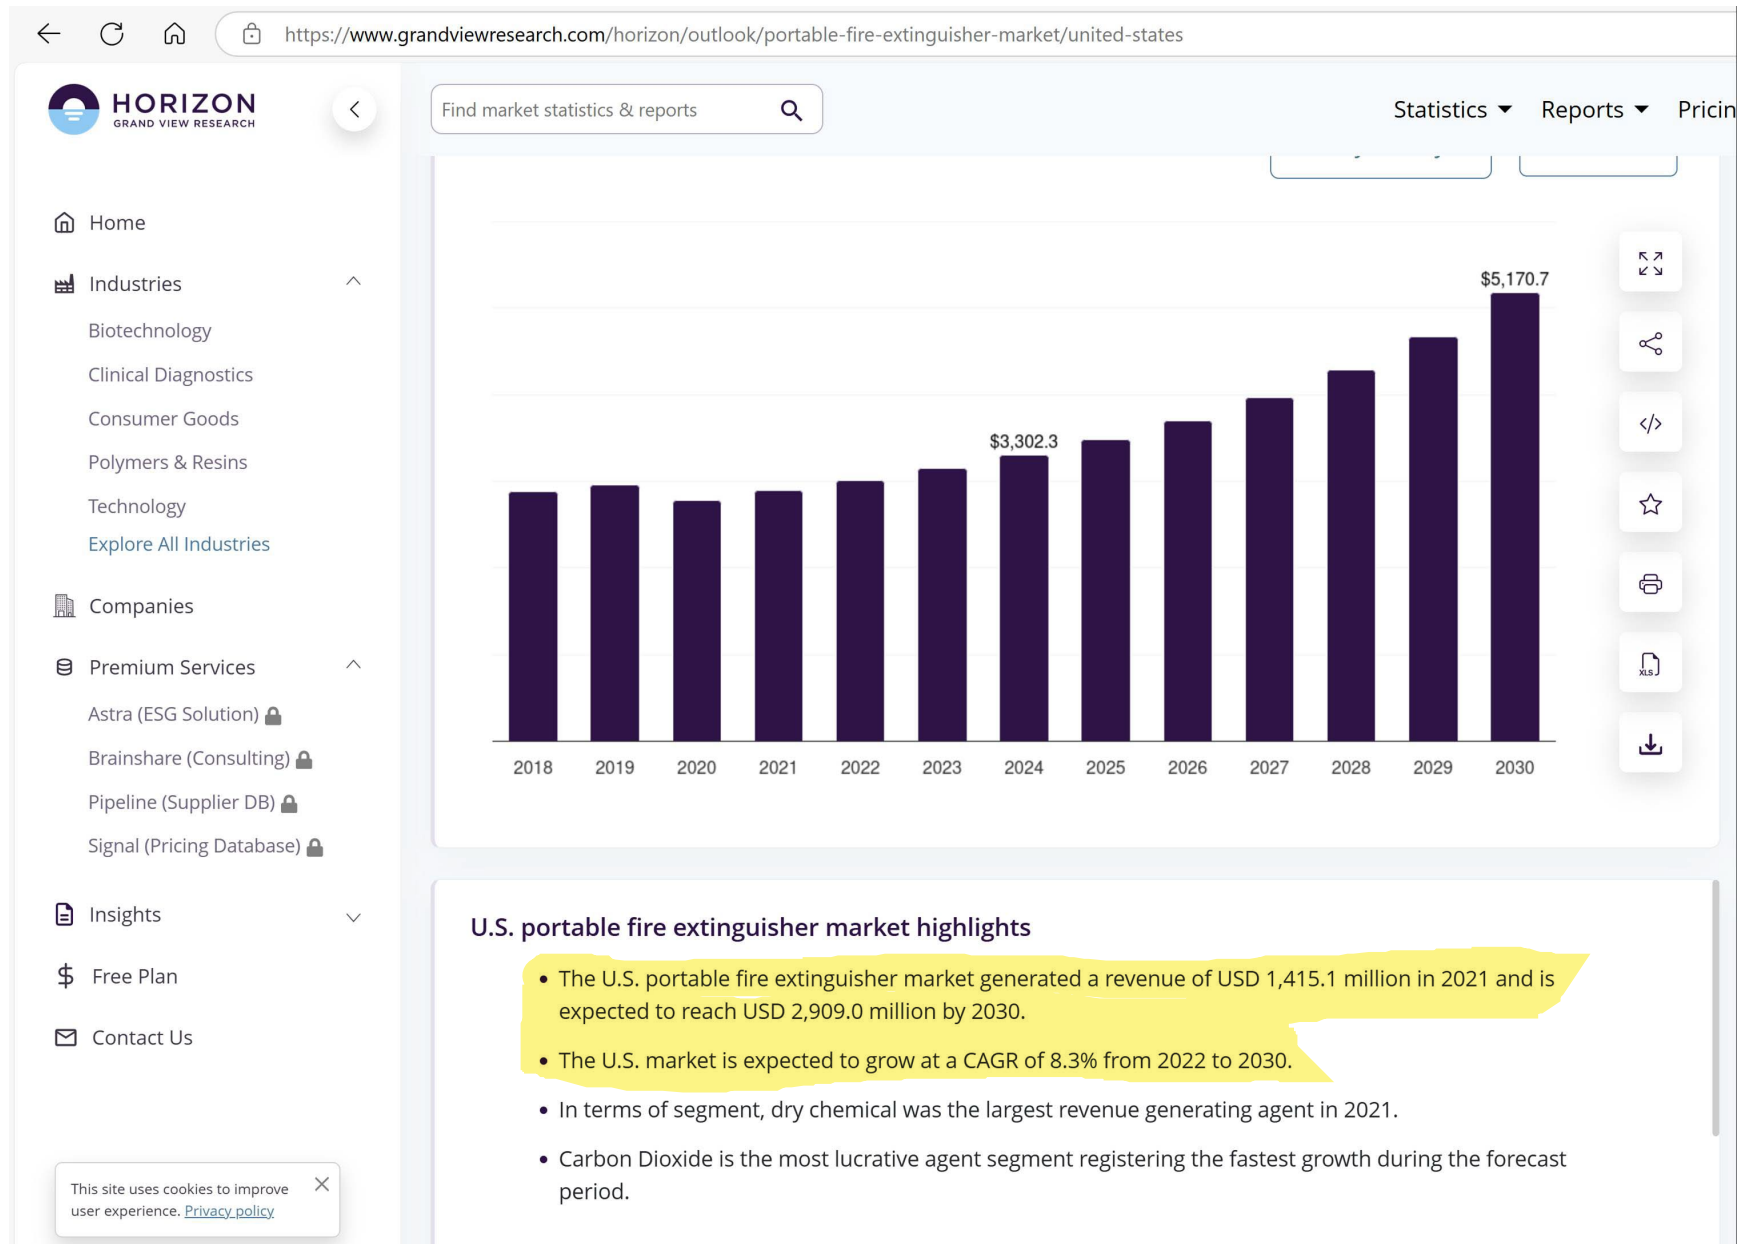 https://www.grandviewresearch.com/horizon/outlook/portable-fire-extinguisher-market/united-states
HORIZON
GRAND VIEW RESEARCH
Find market statistics & reports
Statistics
Reports
Pricin
Home
Industries
Biotechnology
Clinical Diagnostics
Consumer Goods
Polymers & Resins
Technology
Explore All Industries
Companies
Premium Services
Astra (ESG Solution)
Brainshare (Consulting)
Pipeline (Supplier DB)
Signal (Pricing Database)
Insights
Free Plan
Contact Us
This site uses cookies to improve
user experience. Privacy policy
$5,170.7
$3,302.3
2018 2019 2020 2021 2022 2023 2024 2025 2026 2027 2028 2029 2030
XLS
U.S. portable fire extinguisher market highlights
• The U.S. portable fire extinguisher market generated a revenue of USD 1,415.1 million in 2021 and is
expected to reach USD 2,909.0 million by 2030.
• The U.S. market is expected to grow at a CAGR of 8.3% from 2022 to 2030.
• In terms of segment, dry chemical was the largest revenue generating agent in 2021.
• Carbon Dioxide is the most lucrative agent segment registering the fastest growth during the forecast
period.